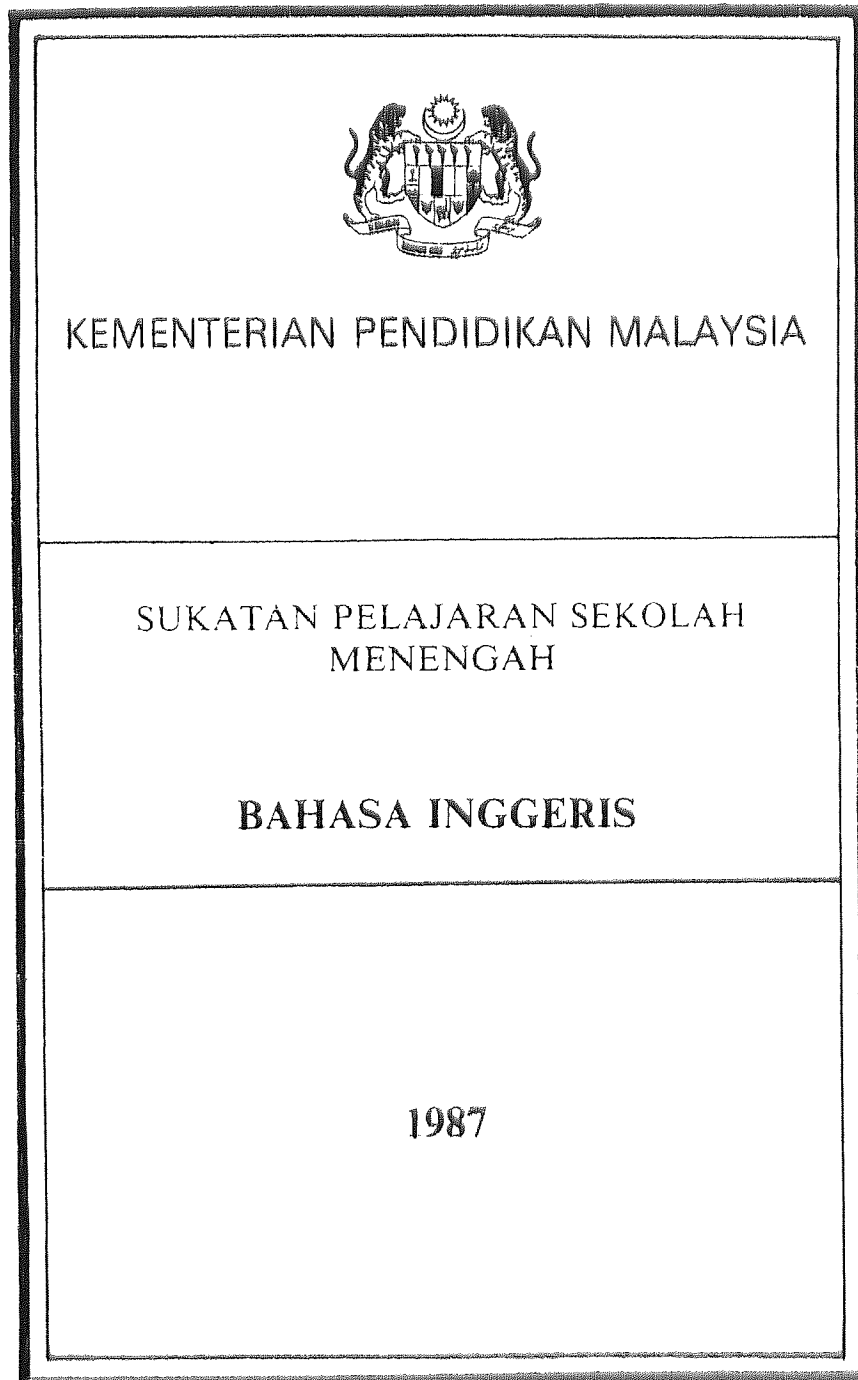 KEMENTERIAN PENDIDIKAN MALAYSIA
SUKATAN PELAJARAN SEKOLAH
MENENGAH
BAHASA INGGERIS
1987